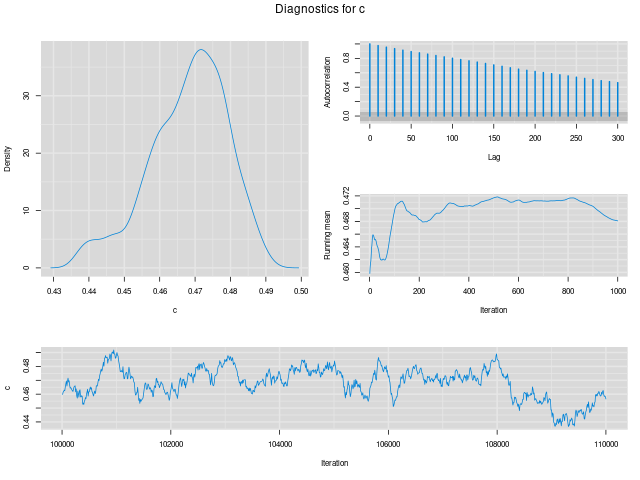 Diagnostics for c
Density
0 10 20 30
0.43 0.44 0.45 0.46 0.47 0.48 0.49 0.50
c
Autocorrelation
0.0 0.4 0.8
0 50 100 150 200 250 300
Lag
Running mean
0.460 0.464 0.468 0.472
0 200 400 600 800 1000
Iteration
c
0.44 0.46 0.48
100000 102000 104000 106000 108000 110000
Iteration